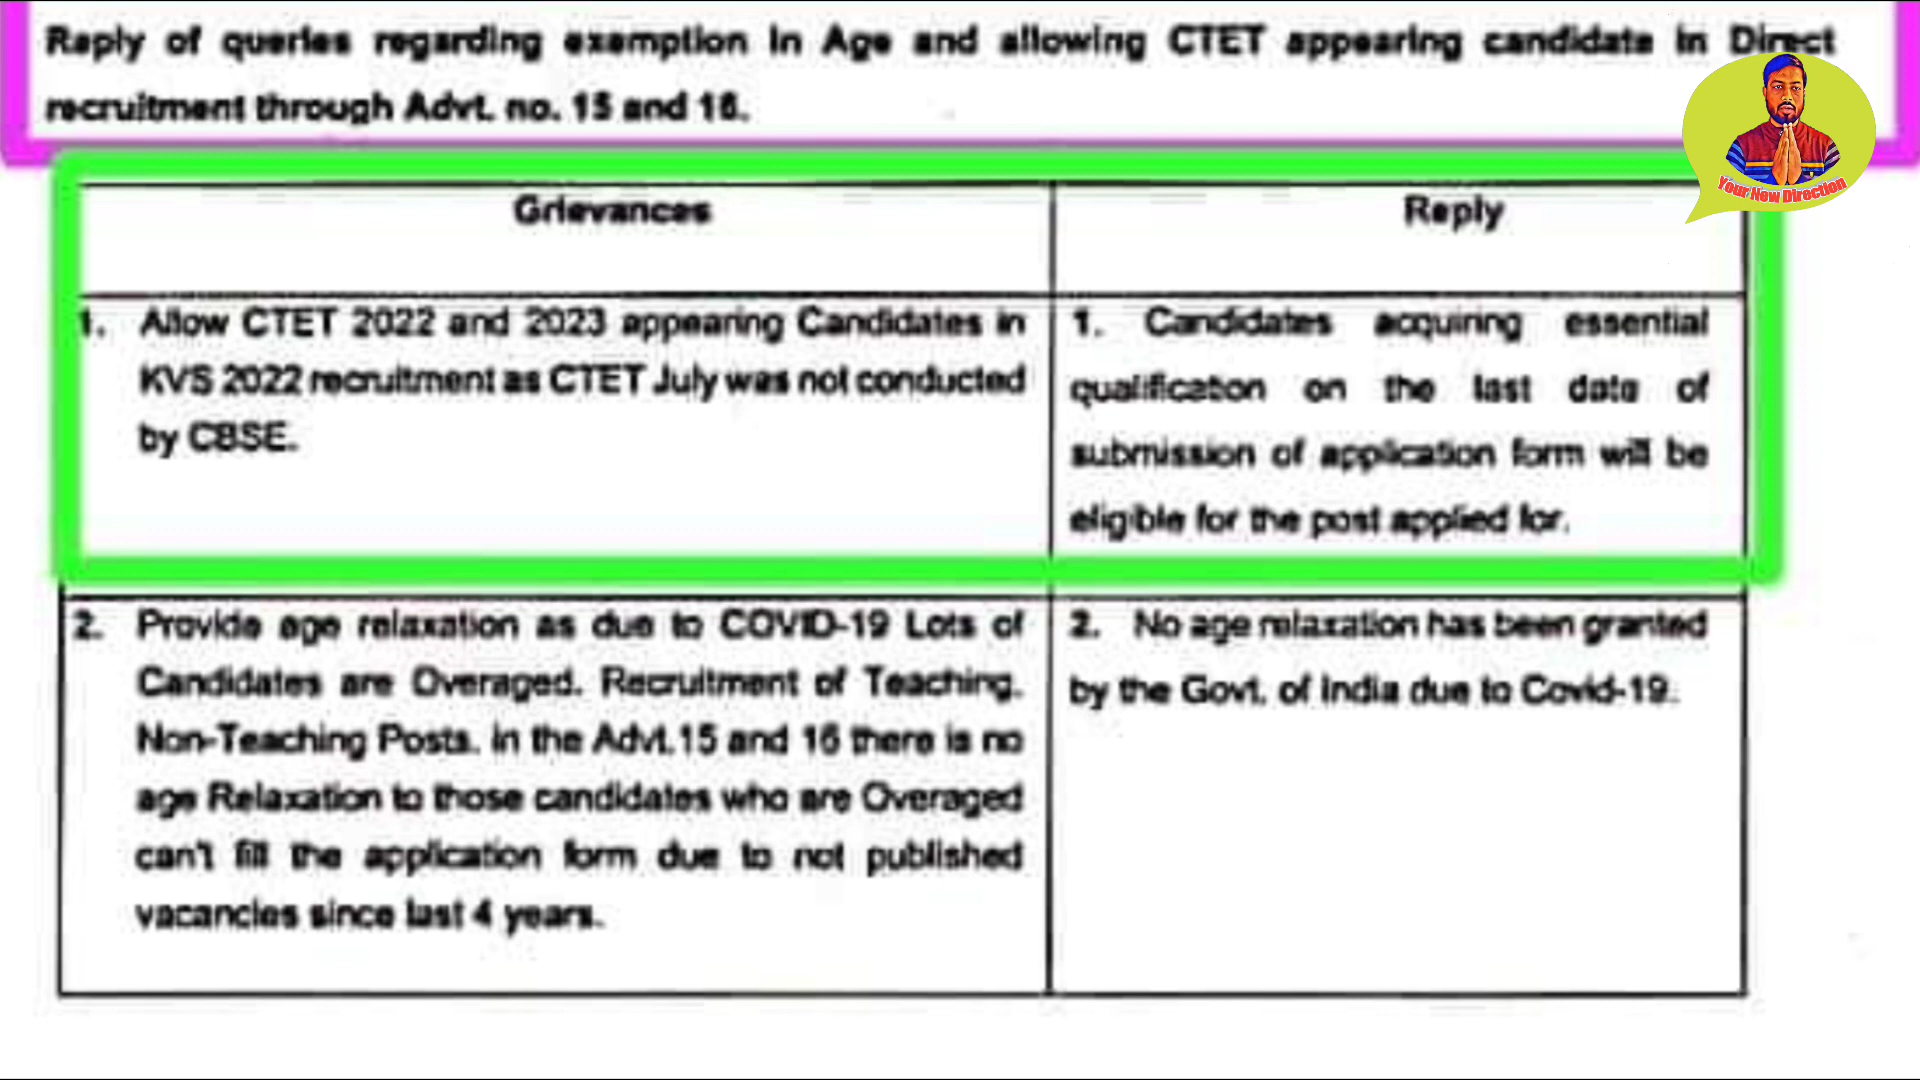 Reply of queries regarding exemption in Age and allowing CTET appearing candidate in Direct
recruitment through Advt. no. 15 and 16.
Your New Direction
Grievances
Reply
1. Allow CTET 2022 and 2023 appearing Candidates in
KVS 2022 recruitment as CTET July was not conducted
by CBSE.
1. Candidates acquiring essential
qualification on the last date of
submission of application form will be
eligible for the post applied for.
2. Provide age relaxation as due to COVID-19 Lots of
Candidates are Overaged. Recruitment of Teaching.
Non-Teaching Posts. in the Advt.15 and 16 there is no
age Relaxation to those candidates who are Overaged
can't fill the application form due to not published
vacancies since last 4 years.
2. No age relaxation has been granted
by the Govt. of India due to Covid-19.